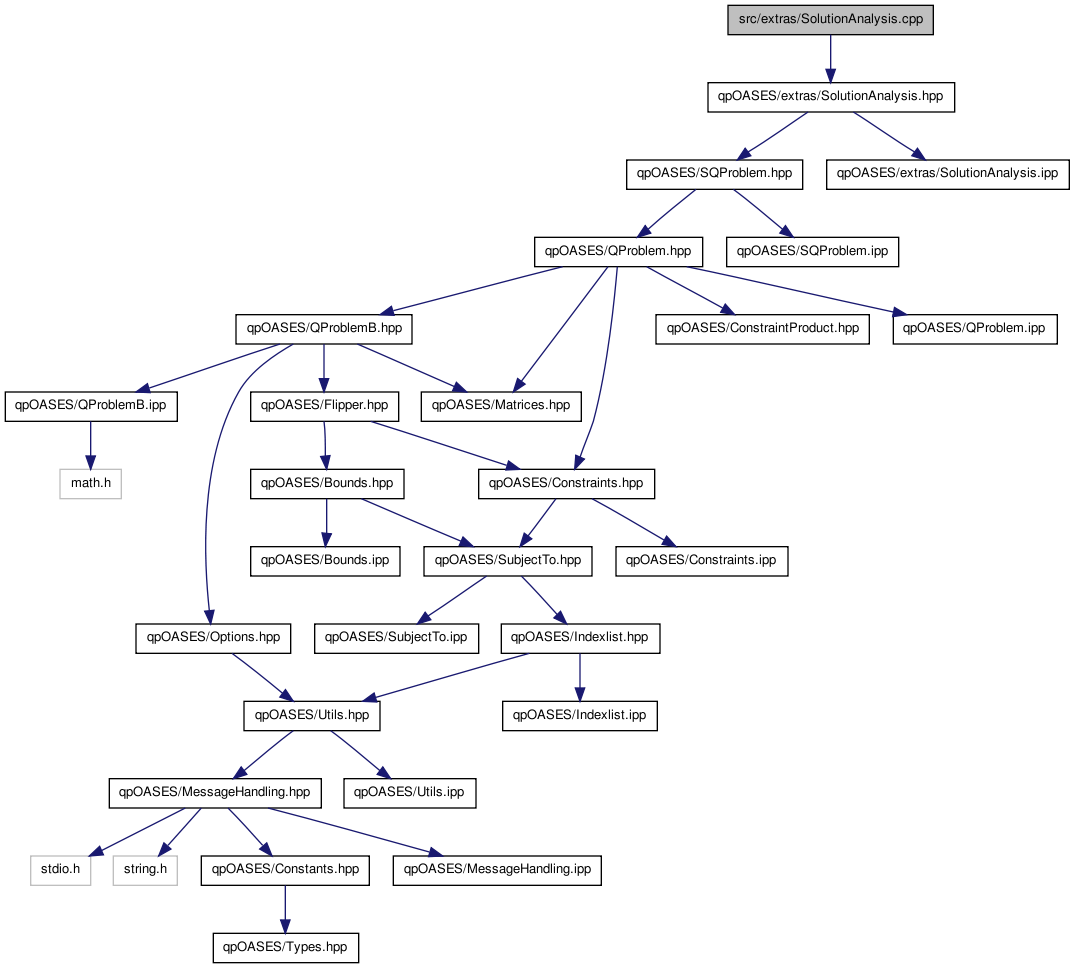 src/extras/SolutionAnalysis.cpp
qpOASES/extras/SolutionAnalysis.hpp
qpOASES/SQProblem.hpp
qpOASES/extras/SolutionAnalysis.ipp
qpOASES/QProblem.hpp
qpOASES/SQProblem.ipp
qpOASES/QProblemB.hpp
qpOASES/ConstraintProduct.hpp
qpOASES/QProblem.ipp
qpOASES/QProblemB.ipp
qpOASES/Flipper.hpp
qpOASES/Matrices.hpp
math.h
qpOASES/Bounds.hpp
qpOASES/Constraints.hpp
qpOASES/Bounds.ipp
qpOASES/SubjectTo.hpp
qpOASES/Constraints.ipp
qpOASES/Options.hpp
qpOASES/SubjectTo.ipp
qpOASES/Indexlist.hpp
qpOASES/Utils.hpp
qpOASES/Indexlist.ipp
qpOASES/MessageHandling.hpp
qpOASES/Utils.ipp
stdio.h
string.h
qpOASES/Constants.hpp
qpOASES/MessageHandling.ipp
qpOASES/Types.hpp